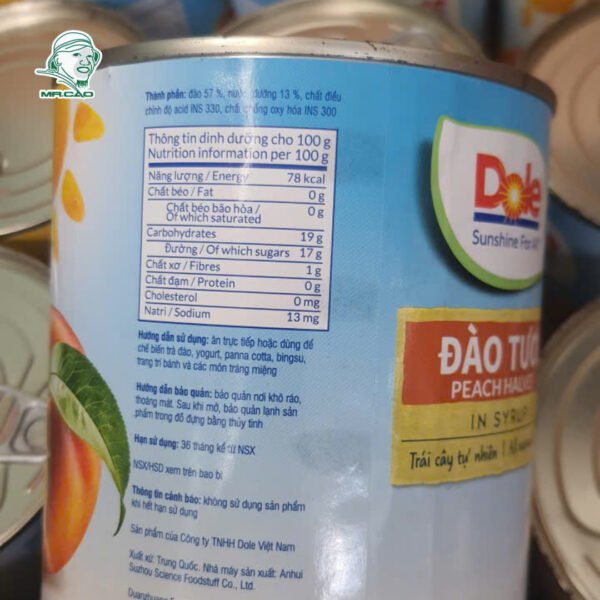 MR.CAO
Thành phần: đào 57 %, nước, đường 13 %, chất điều
chỉnh độ acid INS 330, chất chống oxy hóa INS 300
Thông tin dinh dưỡng cho 100 g
Nutrition information per 100 g
Năng lượng / Energy 78 kcal
Chất béo / Fat 0 g
Chất béo bão hòa / 0 g
Of which saturated
Carbohydrates 19 g
Đường / Of which sugars 17 g
Chất xơ / Fibres 1 g
Chất đạm / Protein 0 g
Cholesterol 0 mg
Natri / Sodium 13 mg
Hướng dẫn sử dụng: ăn trực tiếp hoặc dùng để
chế biến trà đào, yogurt, panna cotta, bingsu,
trang trí bánh và các món tráng miệng
Hướng dẫn bảo quản: bảo quản nơi khô ráo,
thoáng mát. Sau khi mở, bảo quản lạnh sản
phẩm trong đồ đựng bằng thủy tinh
Hạn sử dụng: 36 tháng kể từ NSX
NSX/HSD xem trên bao bì
Thông tin cảnh báo: không sử dụng sản phẩm
khi hết hạn sử dụng
Sản phẩm của Công ty TNHH Dole Việt Nam
Xuất xứ: Trung Quốc. Nhà máy sản xuất: Anhui
Suzhou Science Foodstuff Co., Ltd.
Dole
Sunshine For
ĐÀO
PEACH
IN SYRUP
Trái cây tự nhiên |